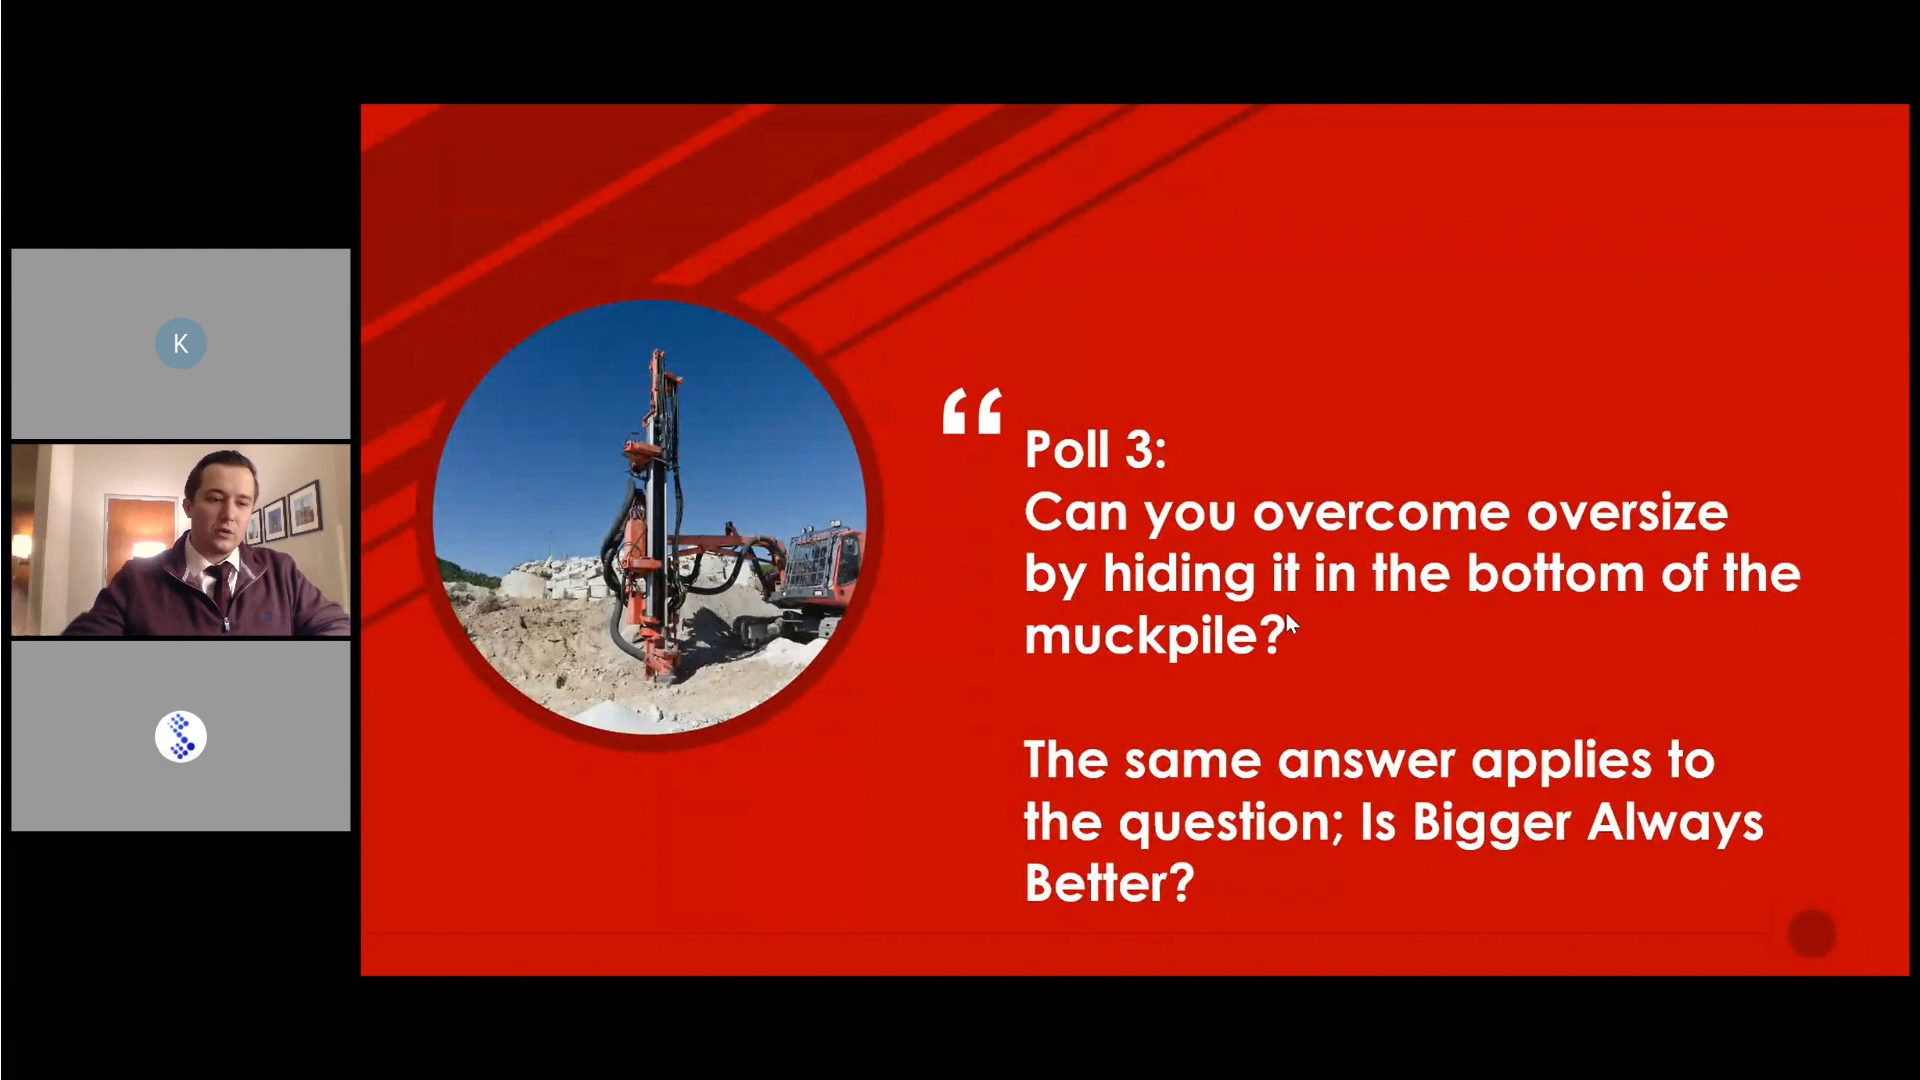 K
“
Poll 3:
Can you overcome oversize
by hiding it in the bottom of the
muckpile?
The same answer applies to
the question; Is Bigger Always
Better?